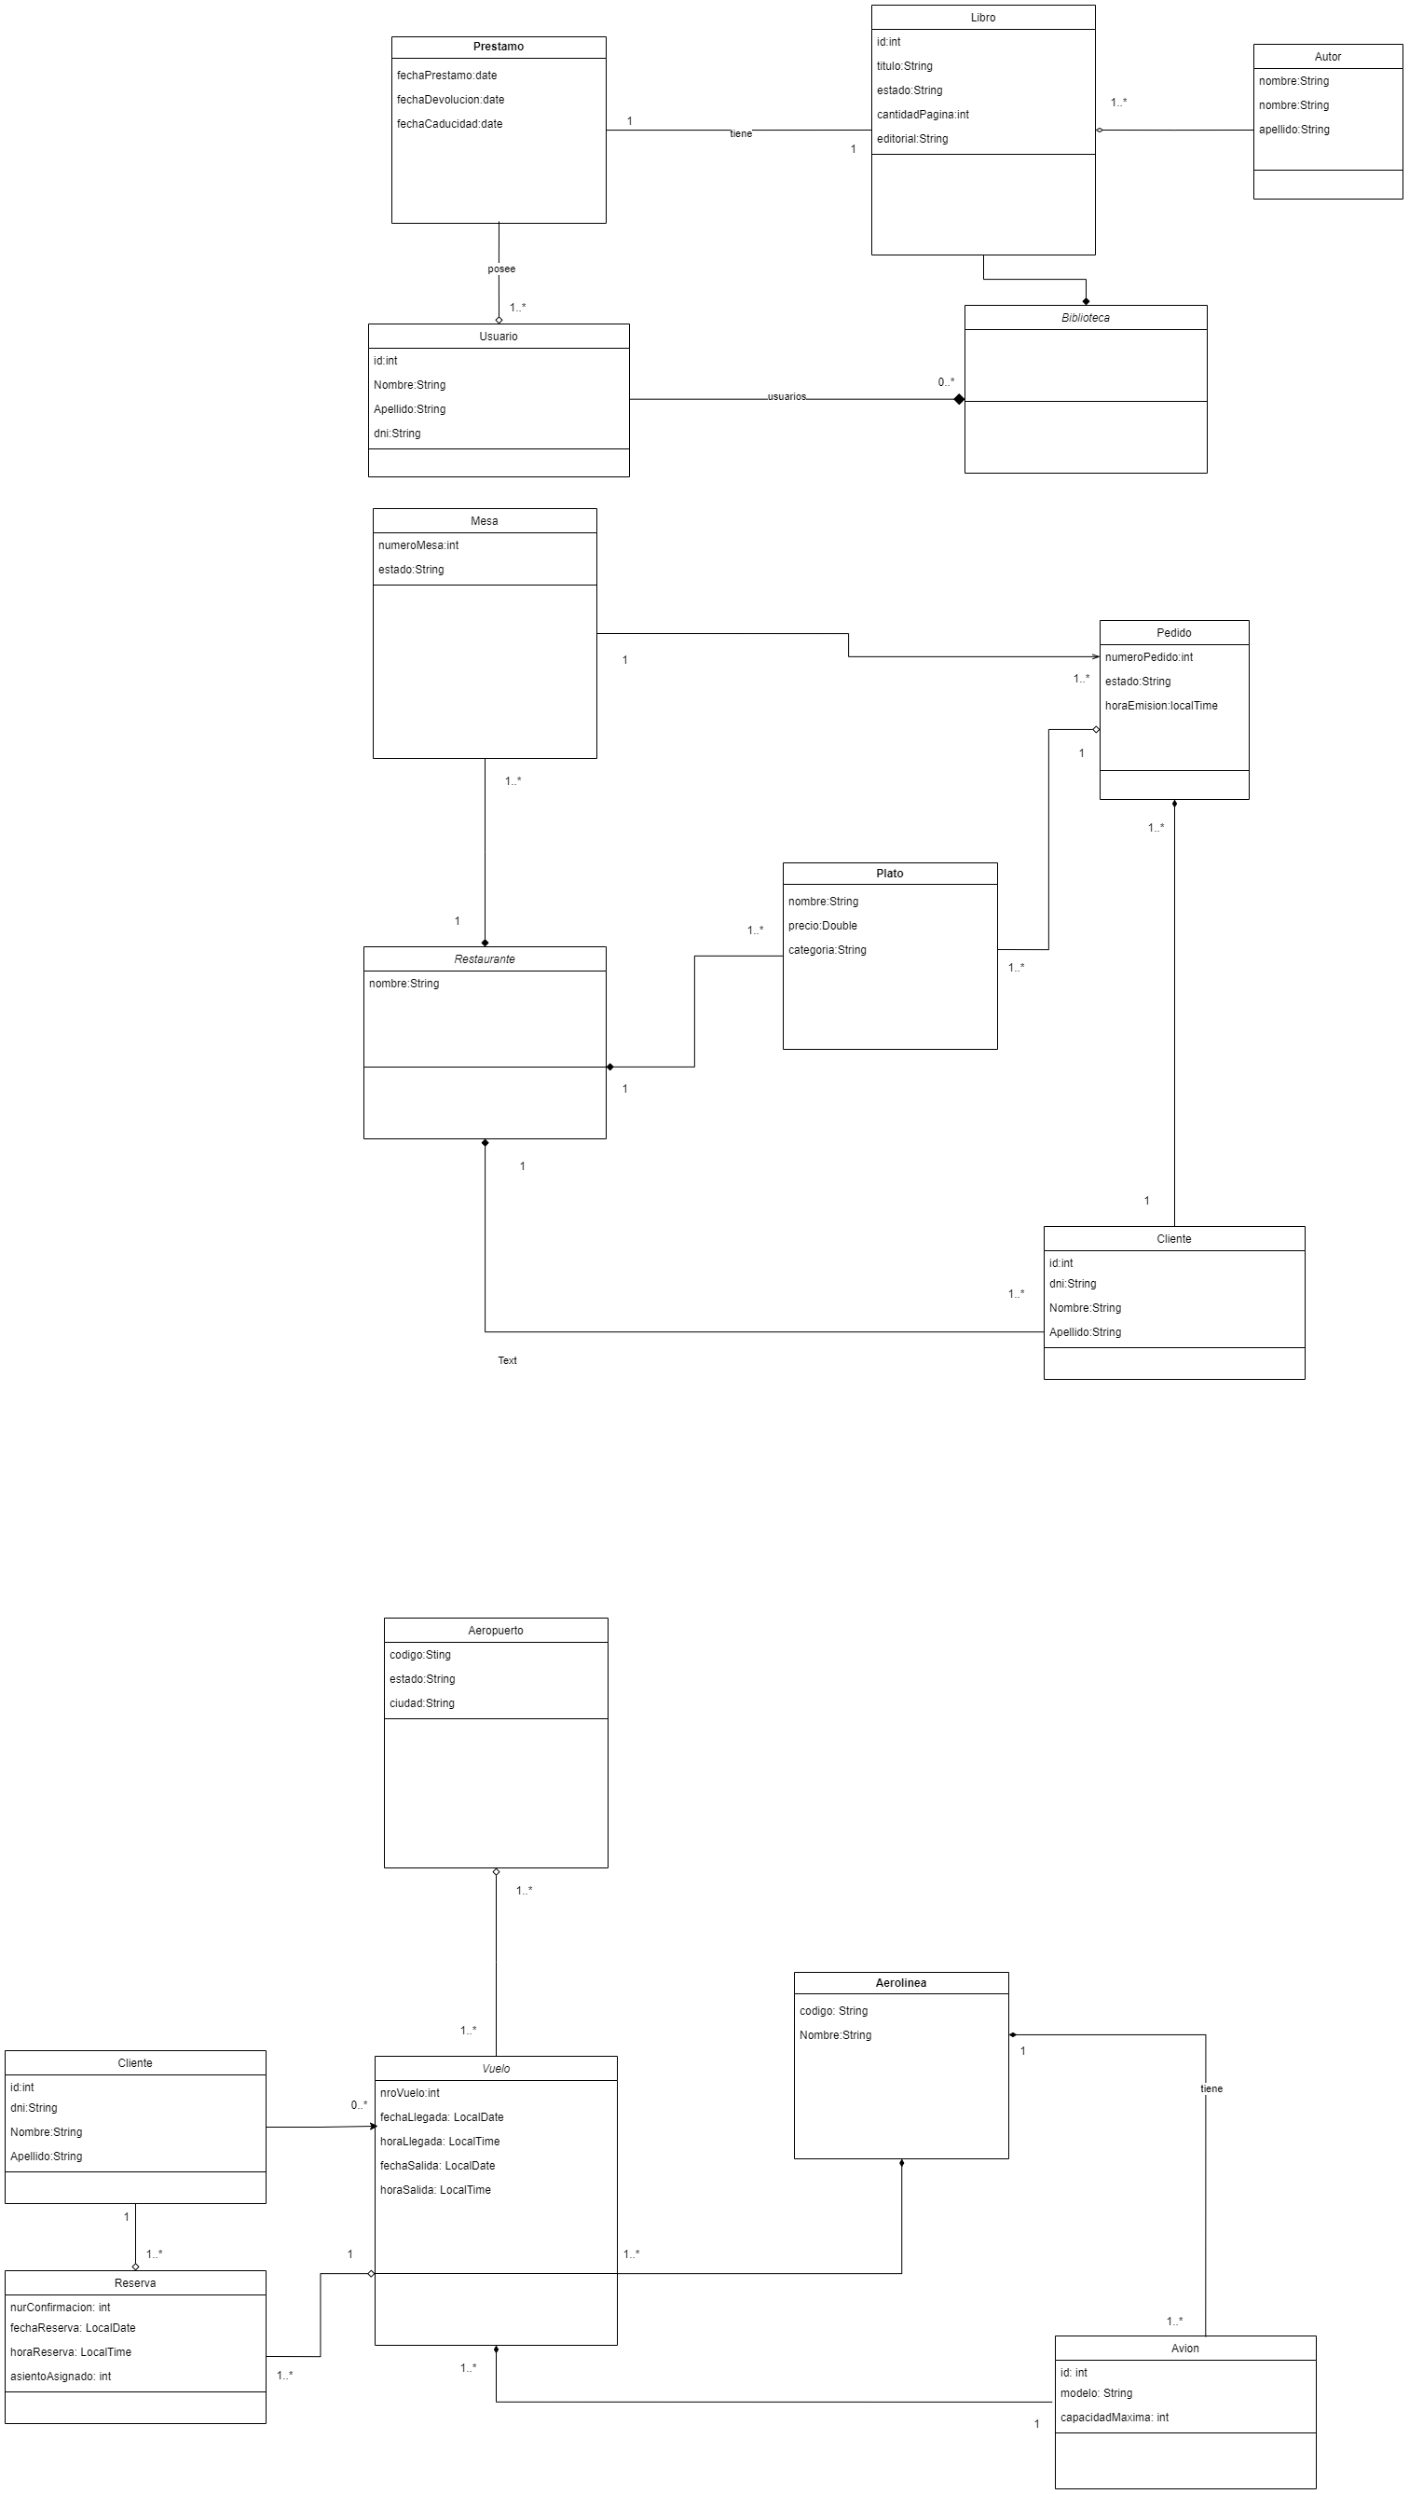 Libro
id:int
titulo:String
estado:String
cantidadPagina:int
editorial:String
Prestamo
fechaPrestamo:date
fechaDevolucion:date
fechaCaducidad:date
Autor
nombre:String
nombre:String
apellido:String
1..*
1
tiene
1
posee
1..*
Usuario
id:int
Nombre:String
Apellido:String
dni:String
Biblioteca
0..*
usuarios
Mesa
numeroMesa:int
estado:String
Pedido
numeroPedido:int
estado:String
horaEmision:localTime
1
1..*
1
1..*
1..*
Plato
nombre:String
precio:Double
categoria:String
1..*
1..*
1
Restaurante
nombre:String
1
1
1
Cliente
id:int
dni:String
Nombre:String
Apellido:String
1..*
Text
Aeropuerto
codigo:Sting
estado:String
ciudad:String
1..*
1..*
Aerolinea
codigo: String
Nombre:String
1
tiene
Cliente
id:int
dni:String
Nombre:String
Apellido:String
0..*
Vuelo
nroVuelo:int
fechaLlegada: LocalDate
horaLlegada: LocalTime
fechaSalida: LocalDate
horaSalida: LocalTime
1
1..*
1
1..*
Reserva
nurConfirmacion: int
fechaReserva: LocalDate
horaReserva: LocalTime
asientoAsignado: int
1..*
1..*
1..*
1
Avion
id: int
modelo: String
capacidadMaxima: int